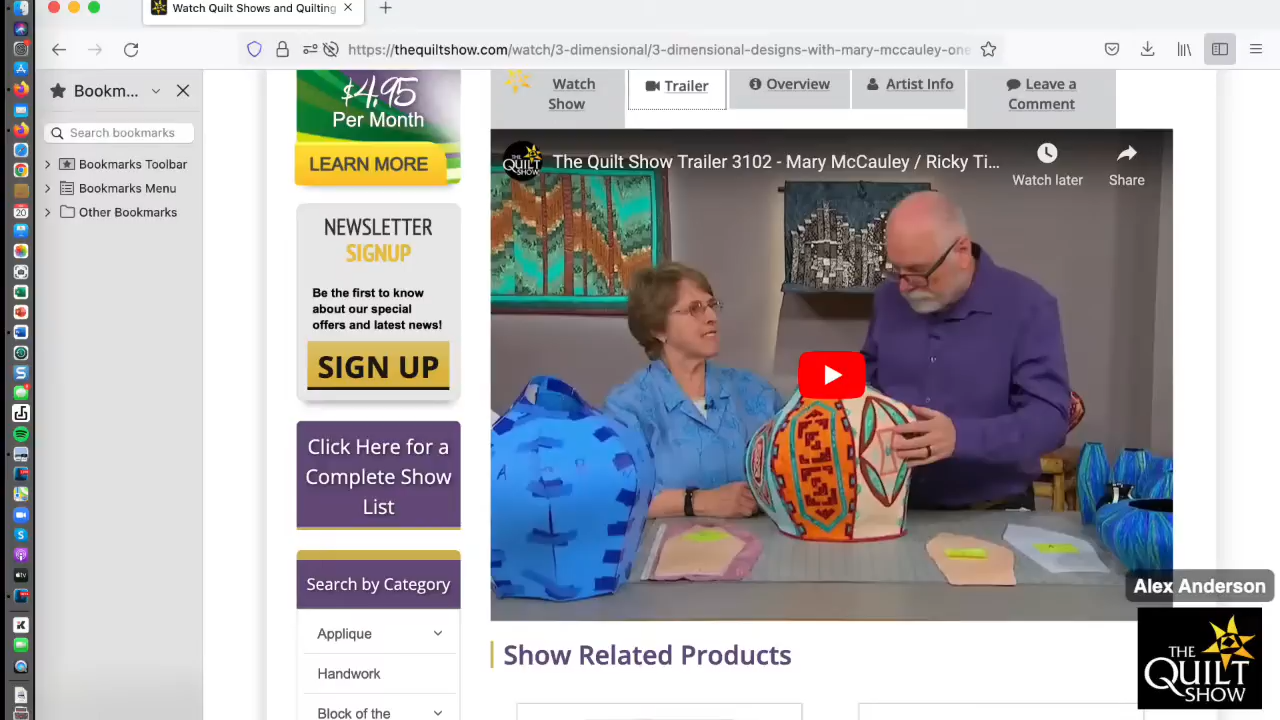 Watch Quilt Shows and Quilting
https://thequiltshow.com/watch/3-dimensional/3-dimensional-designs-with-mary-mccauley-one
Bookm...
Search bookmarks
Bookmarks Toolbar
Bookmarks Menu
Other Bookmarks
$4.95
Per Month
LEARN MORE
NEWSLETTER
SIGNUP
Be the first to know
about our special
offers and latest news!
SIGN UP
Click Here for a
Complete Show
List
Search by Category
Applique
Handwork
Block of the
Watch
Show
Trailer
Overview
Artist Info
Leave a
Comment
THE
QUILT
SHOW
The Quilt Show Trailer 3102 - Mary McCauley / Ricky Ti...
Watch later
Share
Show Related Products
Alex Anderson
THE
QUILT
SHOW
20